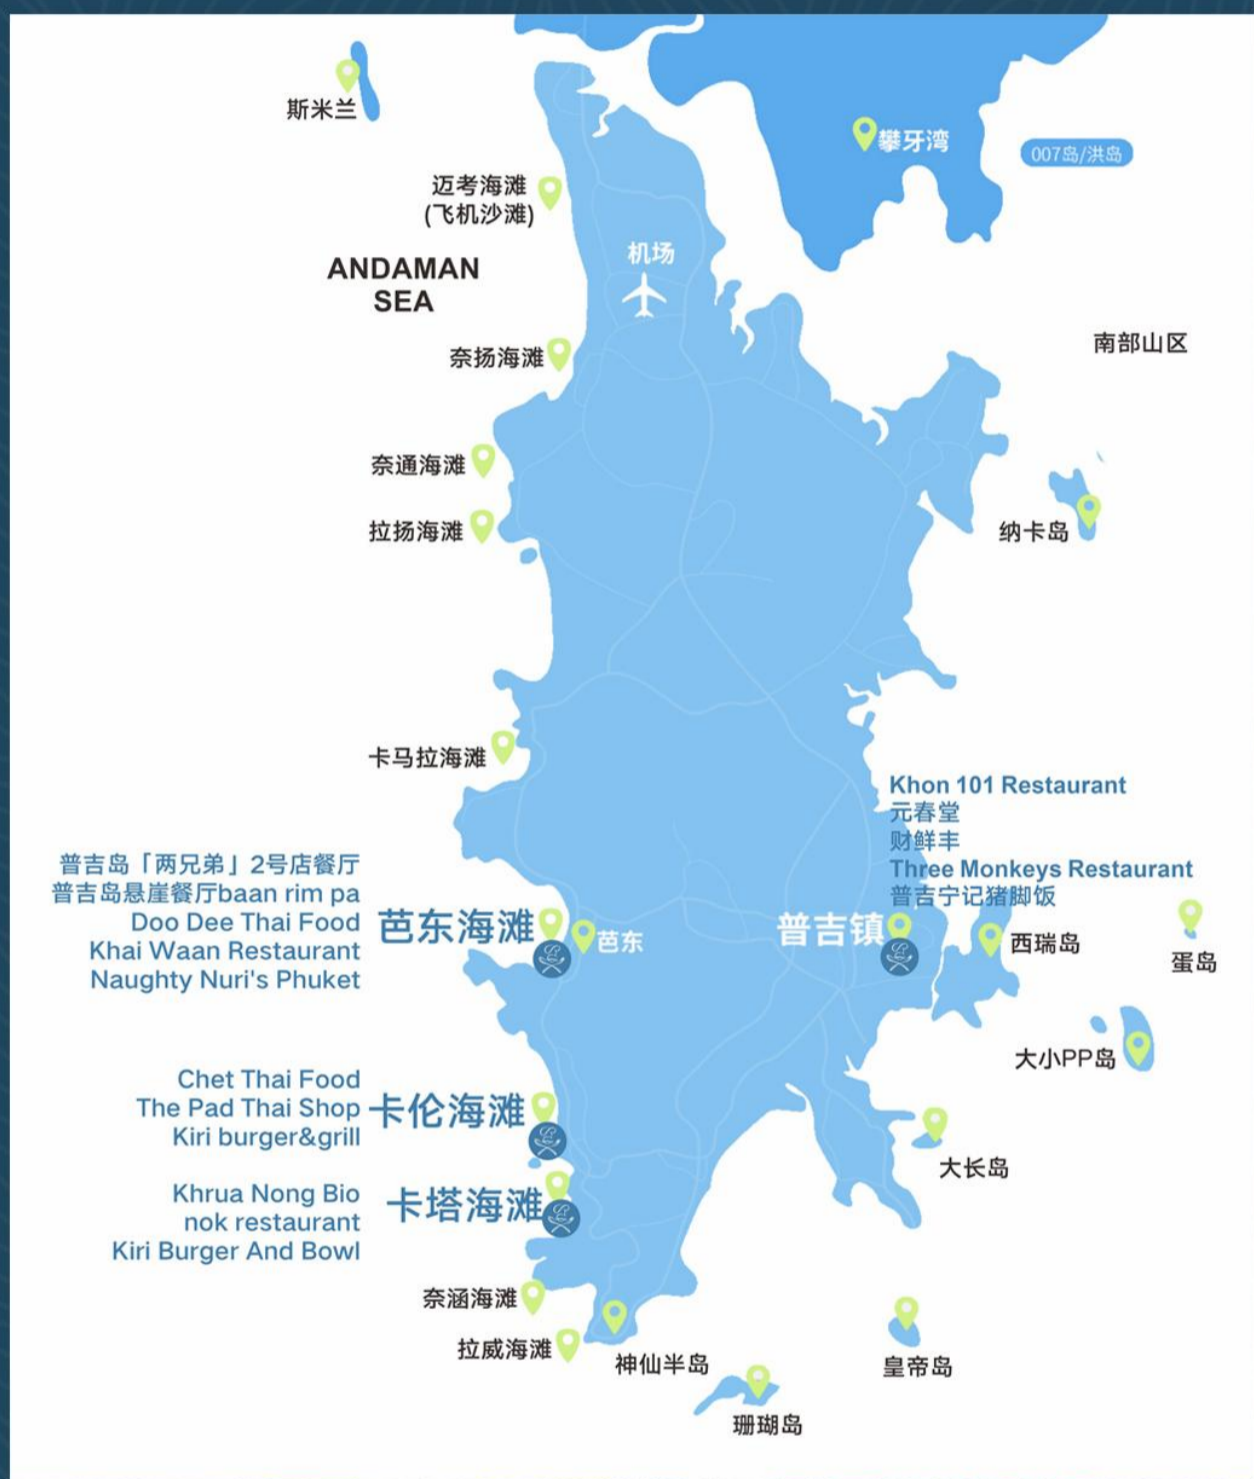 斯米兰
攀牙湾
007岛/洪岛
迈考海滩
(飞机沙滩)
机场
ANDAMAN
SEA
南部山区
奈扬海滩
奈通海滩
拉扬海滩
纳卡岛
卡马拉海滩
Khon 101 Restaurant
元春堂
财鲜丰
Three Monkeys Restaurant
普吉宁记猪脚饭
普吉岛「两兄弟」2号店餐厅
普吉岛悬崖餐厅baan rim pa
Doo Dee Thai Food
Khai Waan Restaurant
Naughty Nuri's Phuket
芭东海滩
芭东
普吉镇
西瑞岛
蛋岛
大小PP岛
Chet Thai Food
The Pad Thai Shop
Kiri burger&grill
卡伦海滩
大长岛
Khrua Nong Bio
nok restaurant
Kiri Burger And Bowl
卡塔海滩
奈涵海滩
拉威海滩
神仙半岛
皇帝岛
珊瑚岛